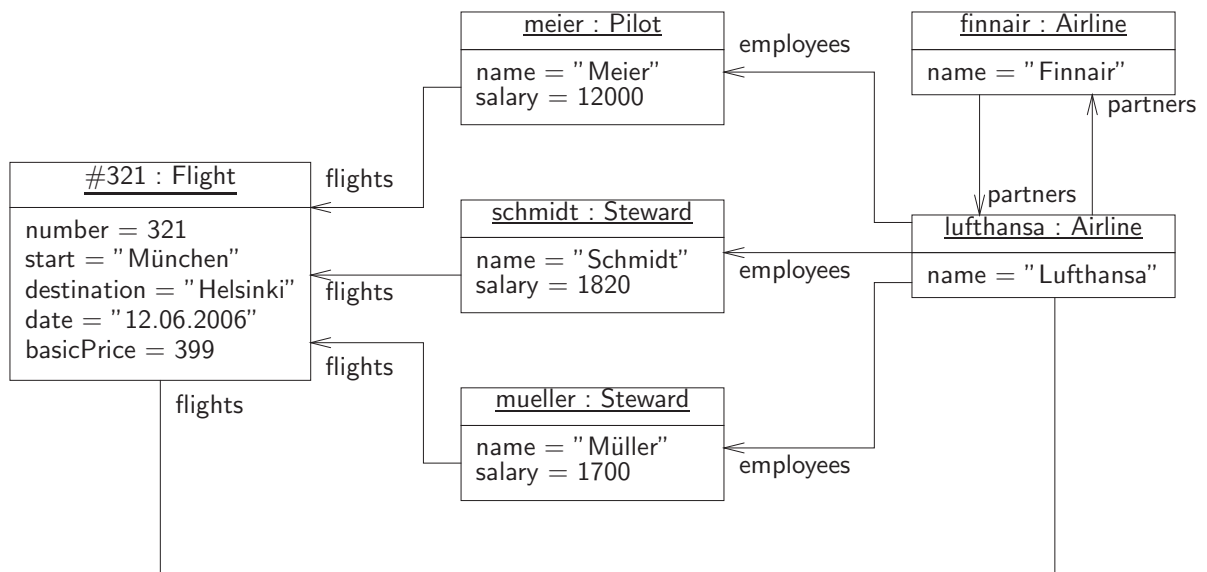 meier : Pilot
name = "Meier"
salary = 12000
employees
finnair : Airline
name = "Finnair"
partners
partners
#321 : Flight
number = 321
start = "München"
destination = "Helsinki"
date = "12.06.2006"
basicPrice = 399
flights
flights
flights
flights
schmidt : Steward
name = "Schmidt"
salary = 1820
employees
lufthansa : Airline
name = "Lufthansa"
mueller : Steward
name = "Müller"
salary = 1700
employees